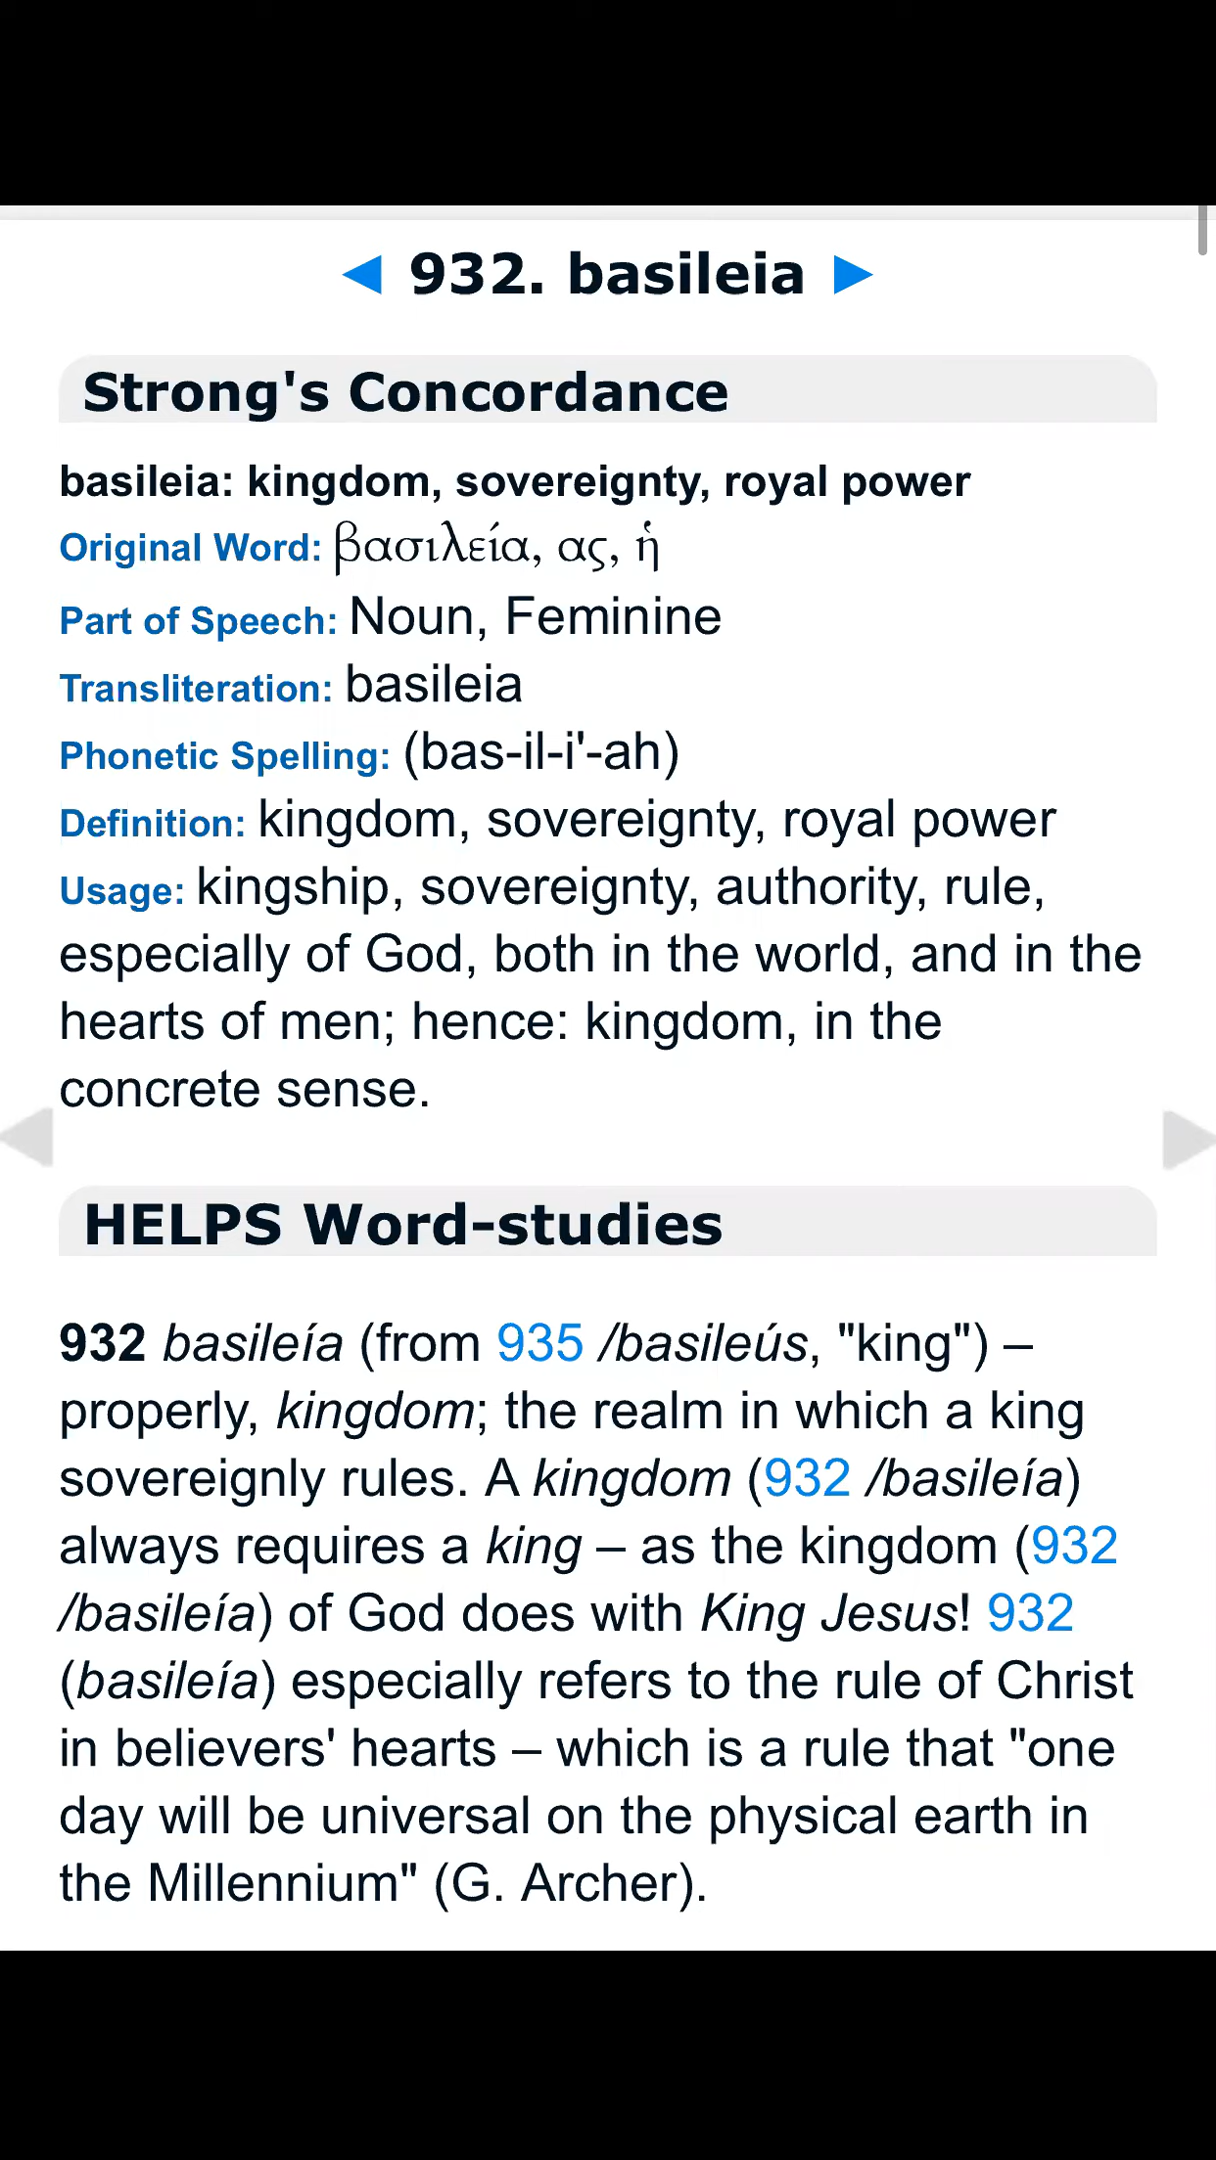 932. basileia
Strong's Concordance
basileia: kingdom, sovereignty, royal power
Original Word: βασιλεία, ας, ἡ
Part of Speech: Noun, Feminine
Transliteration: basileia
Phonetic Spelling: (bas-il-i'-ah)
Definition: kingdom, sovereignty, royal power
Usage: kingship, sovereignty, authority, rule,
especially of God, both in the world, and in the
hearts of men; hence: kingdom, in the
concrete sense.
HELPS Word-studies
932 basileía (from 935 /basileús, "king") –
properly, kingdom; the realm in which a king
sovereignly rules. A kingdom (932 /basileía)
always requires a king – as the kingdom (932
/basileía) of God does with King Jesus! 932
(basileía) especially refers to the rule of Christ
in believers' hearts – which is a rule that "one
day will be universal on the physical earth in
the Millennium" (G. Archer).